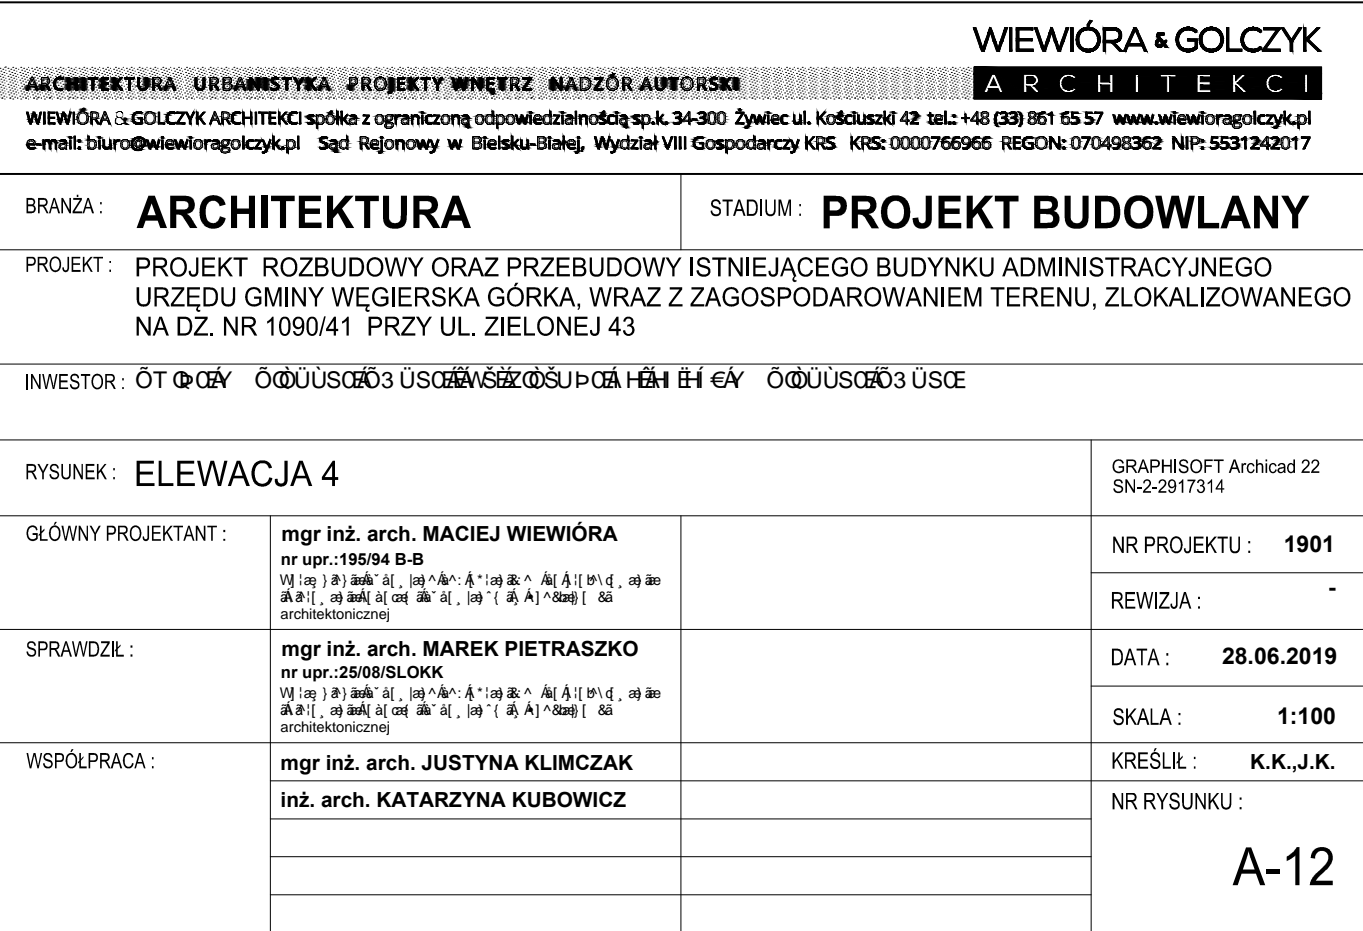 WIEWIÓRA & GOLCZYK
ARCHITEKTURA URBANISTYKA PROJEKTY WNĘTRZ NADZÓR AUTORSKI
ARCHITEKCI
WIEWIÓRA & GOLCZYK ARCHITEKCI spółka z ograniczoną odpowiedzialnością sp.k. 34-300 Żywiec ul. Kościuszki 42 tel.: +48 (33) 861 65 57 www.wiewioragolczyk.pl
e-mail: biuro@wiewioragolczyk.pl Sąd Rejonowy w Bielsku-Białej, Wydział VIII Gospodarczy KRS KRS: 0000766966 REGON: 070498362 NIP: 5531242017
BRANŻA : ARCHITEKTURA
STADIUM : PROJEKT BUDOWLANY
PROJEKT : PROJEKT ROZBUDOWY ORAZ PRZEBUDOWY ISTNIEJĄCEGO BUDYNKU ADMINISTRACYJNEGO
URZĘDU GMINY WĘGIERSKA GÓRKA, WRAZ Z ZAGOSPODAROWANIEM TERENU, ZLOKALIZOWANEGO
NA DZ. NR 1090/41 PRZY UL. ZIELONEJ 43
INWESTOR :
RYSUNEK : ELEWACJA 4
GRAPHISOFT Archicad 22
SN-2-2917314
GŁÓWNY PROJEKTANT :
mgr inż. arch. MACIEJ WIEWIÓRA
nr upr.:195/94 B-B
architektonicznej
NR PROJEKTU : 1901
REWIZJA : -
SPRAWDZIŁ :
mgr inż. arch. MAREK PIETRASZKO
nr upr.:25/08/SLOKK
architektonicznej
DATA : 28.06.2019
SKALA : 1:100
WSPÓŁPRACA :
mgr inż. arch. JUSTYNA KLIMCZAK
inż. arch. KATARZYNA KUBOWICZ
KREŚLIŁ : K.K.,J.K.
NR RYSUNKU :
A-12